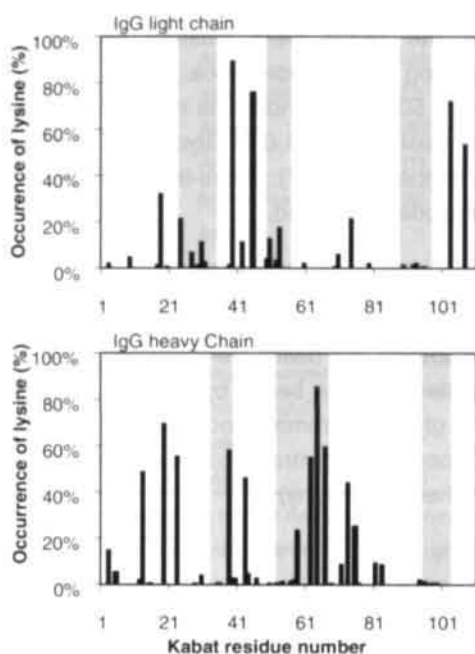 IgG light chain
Occurence of lysine (%)
100%
80%
60%
40%
20%
0%
1 21 41 61 81 101
IgG heavy Chain
Occurrence of lysine (%)
100%
80%
60%
40%
20%
0%
1 21 41 61 81 101
Kabat residue number